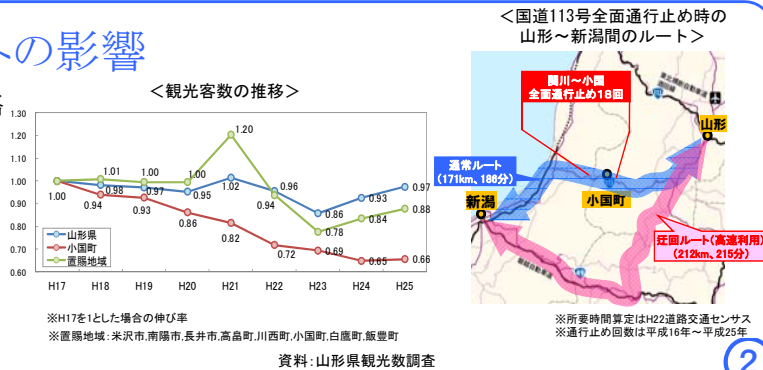 への影響
<観光客数の推移>
1.30
1.20
1.10
1.00
0.90
0.80
0.70
0.60
1.00
0.98
0.97
0.95
1.02
0.96
0.86
0.93
0.97
0.94
0.93
0.86
0.82
0.72
0.69
0.65
0.66
1.01
1.00
1.00
1.20
0.94
0.78
0.84
0.88
山形県
小国町
置賜地域
H17 H18 H19 H20 H21 H22 H23 H24 H25
※H17を1とした場合の伸び率
※置賜地域:米沢市,南陽市,長井市,高畠町,川西町,小国町,白鷹町,飯豊町
資料:山形県観光数調査
<国道113号全面通行止め時の
山形~新潟間のルート>
関川~小国
全面通行止め18回
山形
通常ルート
(171km、186分)
新潟
小国町
迂回ルート(高速利用)
(212km、215分)
※所要時間算定はH22道路交通センサス
※通行止め回数は平成16年~平成25年
2